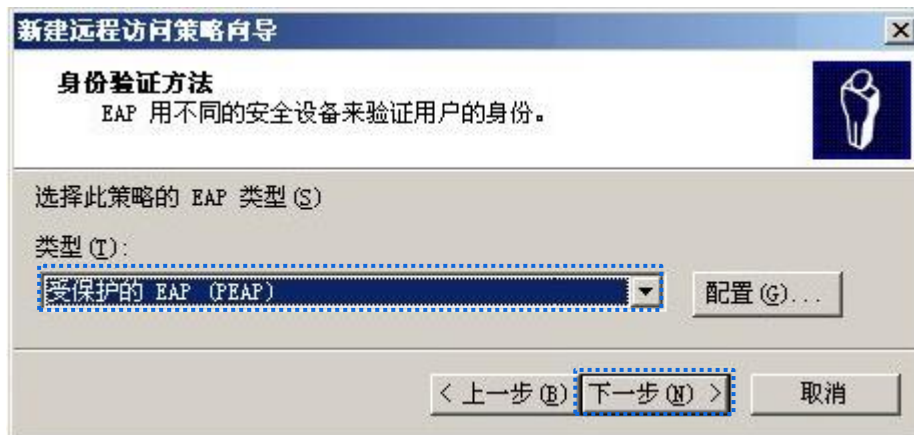 新建远程访问策略向导
身份验证方法
EAP 用不同的安全设备来验证用户的身份。
选择此策略的 EAP 类型(S)
类型(T):
受保护的 EAP (PEAP)
配置(G)...
< 上一步(B) 下一步(N) > 取消